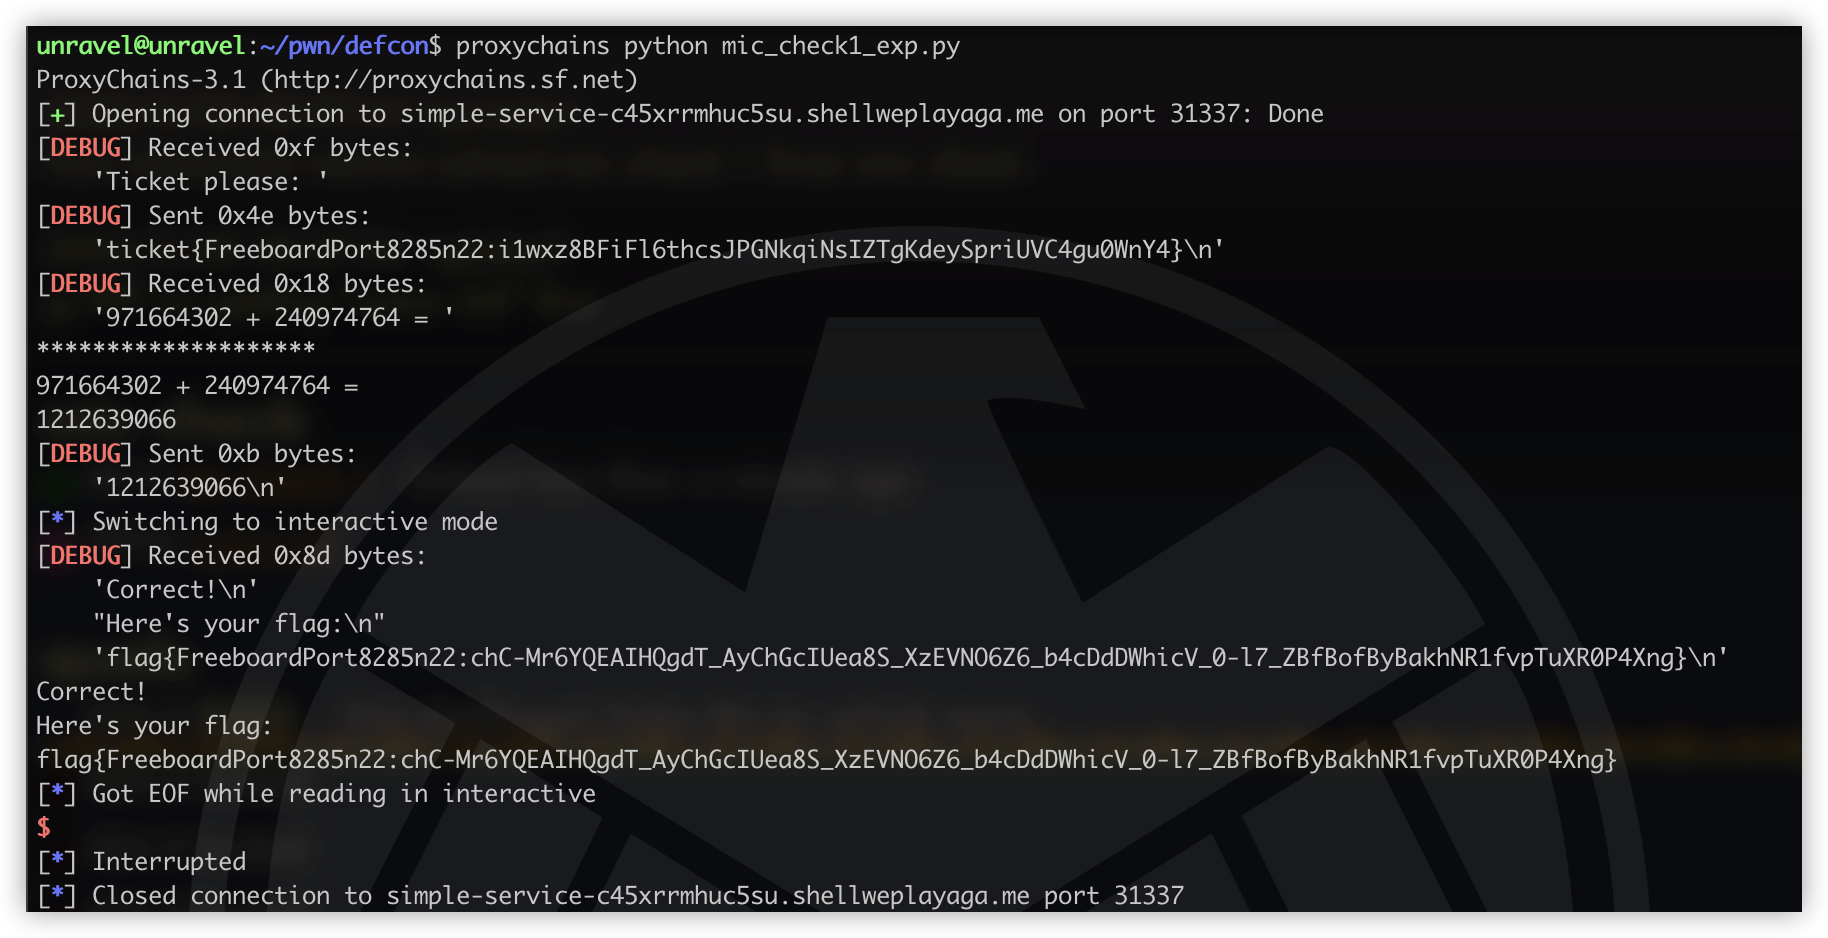 unravel@unravel:~/pwn/defcon$ proxychains python mic_check1_exp.py
ProxyChains-3.1 (http://proxychains.sf.net)
[+] Opening connection to simple-service-c45xrrmhuc5su.shellweplayaga.me on port 31337: Done
[DEBUG] Received 0xf bytes:
    'Ticket please: '
[DEBUG] Sent 0x4e bytes:
    'ticket{FreeboardPort8285n22:i1wxz8BFiFl6thcsJPGNkqiNsIZTgKdeySpriUVC4gu0WnY4}\n'
[DEBUG] Received 0x18 bytes:
    '971664302 + 240974764 = '
********************
971664302 + 240974764 =
1212639066
[DEBUG] Sent 0xb bytes:
    '1212639066\n'
[*] Switching to interactive mode
[DEBUG] Received 0x8d bytes:
    'Correct!\n'
    "Here's your flag:\n"
    'flag{FreeboardPort8285n22:chC-Mr6YQEAIHQgdT_AyChGcIUea8S_XzEVNO6Z6_b4cDdDWhicV_0-l7_ZBfBofByBakhNR1fvpTuXR0P4Xng}\n'
Correct!
Here's your flag:
flag{FreeboardPort8285n22:chC-Mr6YQEAIHQgdT_AyChGcIUea8S_XzEVNO6Z6_b4cDdDWhicV_0-l7_ZBfBofByBakhNR1fvpTuXR0P4Xng}
[*] Got EOF while reading in interactive
$
[*] Interrupted
[*] Closed connection to simple-service-c45xrrmhuc5su.shellweplayaga.me port 31337